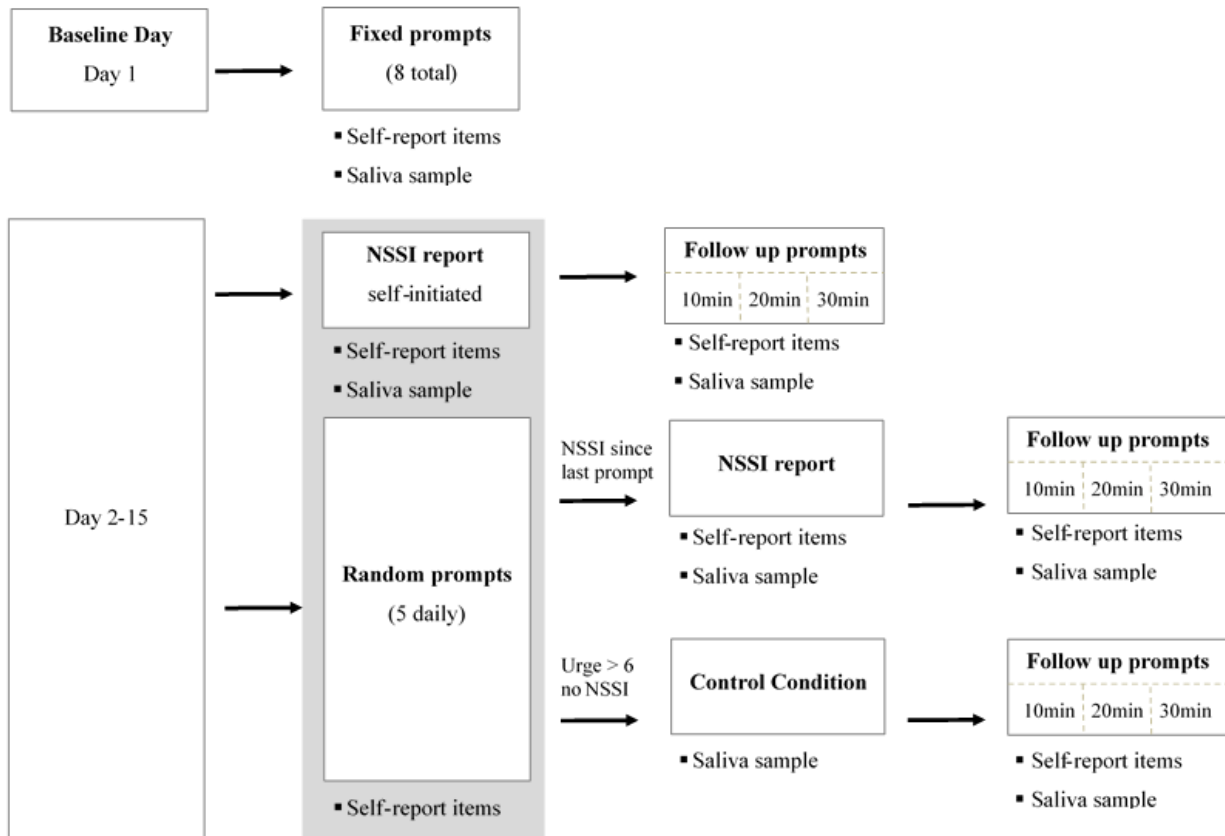 Baseline Day
Day 1
Fixed prompts
(8 total)
▪ Self-report items
▪ Saliva sample
Day 2-15
NSSI report
self-initiated
▪ Self-report items
▪ Saliva sample
Follow up prompts
10min 20min 30min
▪ Self-report items
▪ Saliva sample
Random prompts
(5 daily)
▪ Self-report items
NSSI since
last prompt
NSSI report
▪ Self-report items
▪ Saliva sample
Follow up prompts
10min 20min 30min
▪ Self-report items
▪ Saliva sample
Urge > 6
no NSSI
Control Condition
▪ Saliva sample
Follow up prompts
10min 20min 30min
▪ Self-report items
▪ Saliva sample